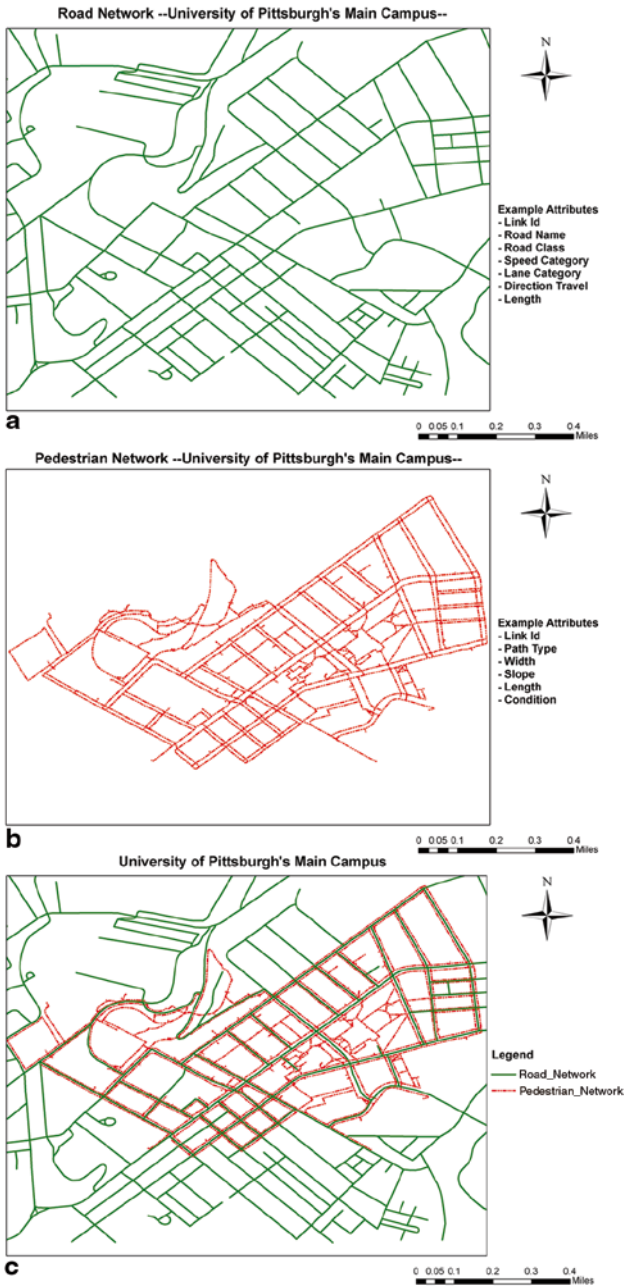 Road Network --University of Pittsburgh's Main Campus--
N
Example Attributes
- Link Id
- Road Name
- Road Class
- Speed Category
- Lane Category
- Direction Travel
- Length
0 0.05 0.1 0.2 0.3 0.4
Miles
a
Pedestrian Network --University of Pittsburgh's Main Campus--
N
Example Attributes
- Link Id
- Path Type
- Width
- Slope
- Length
- Condition
0 0.05 0.1 0.2 0.3 0.4
Miles
b
University of Pittsburgh's Main Campus
N
Legend
Road_Network
Pedestrian_Network
0 0.05 0.1 0.2 0.3 0.4
Miles
c